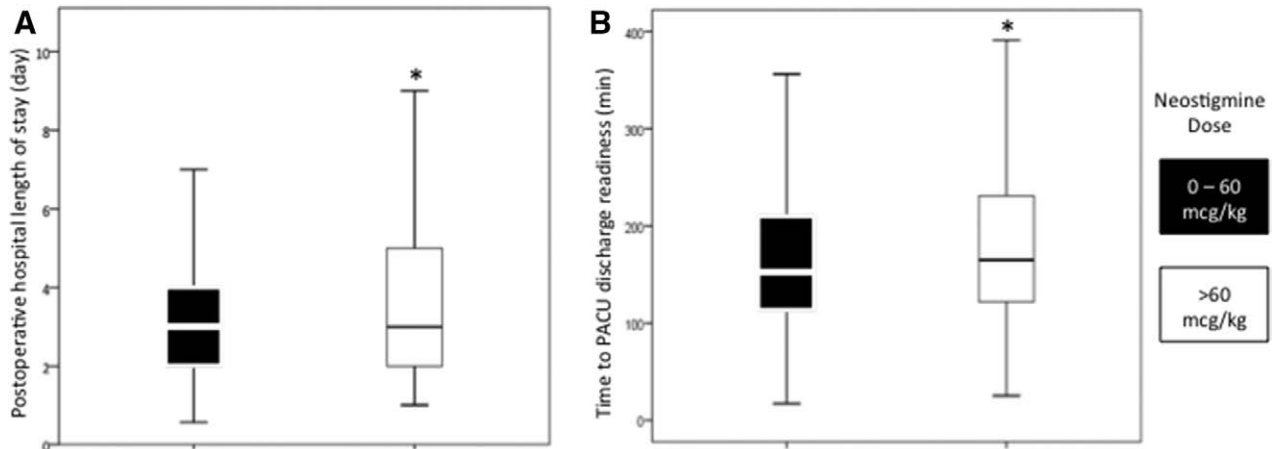 A
Postoperative hospital length of stay (day)
10
8
6
4
2
0
*
B
Time to PACU discharge readiness (min)
400
300
200
100
0
*
Neostigmine
Dose
0 – 60
mcg/kg
>60
mcg/kg